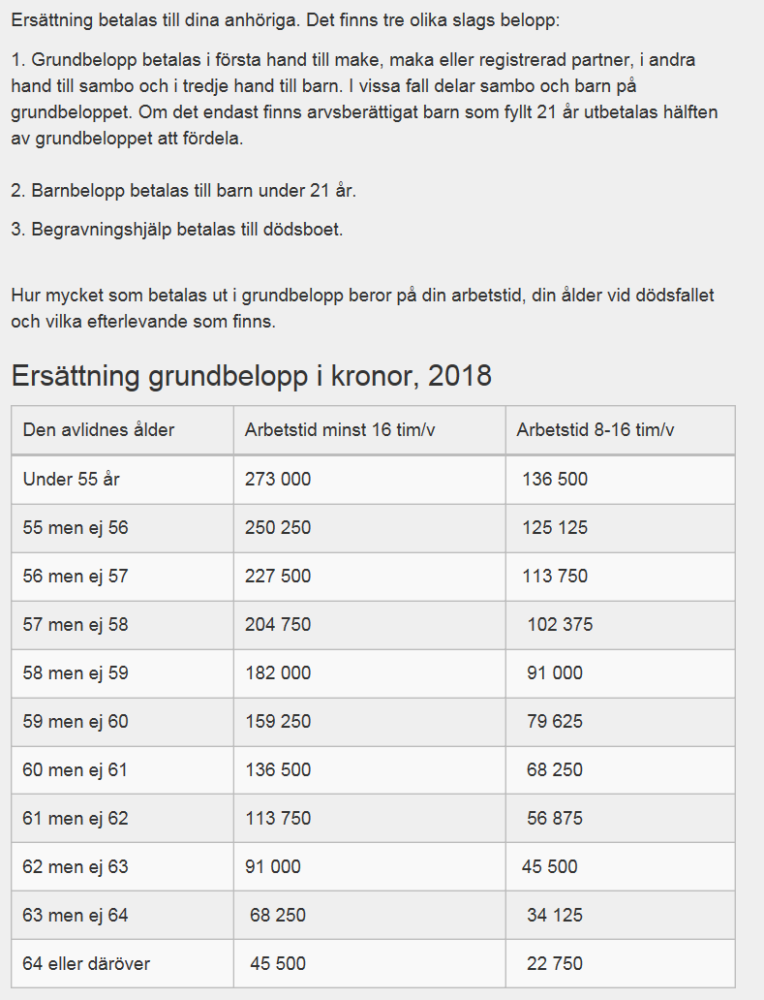 Ersättning betalas till dina anhöriga. Det finns tre olika slags belopp:
1. Grundbelopp betalas i första hand till make, maka eller registrerad partner, i andra
hand till sambo och i tredje hand till barn. I vissa fall delar sambo och barn på
grundbeloppet. Om det endast finns arvsberättigat barn som fyllt 21 år utbetalas hälften
av grundbeloppet att fördela.
2. Barnbelopp betalas till barn under 21 år.
3. Begravningshjälp betalas till dödsboet.
Hur mycket som betalas ut i grundbelopp beror på din arbetstid, din ålder vid dödsfallet
och vilka efterlevande som finns.
Ersättning grundbelopp i kronor, 2018
Den avlidnes ålder Arbetstid minst 16 tim/v Arbetstid 8-16 tim/v
Under 55 år 273 000 136 500
55 men ej 56 250 250 125 125
56 men ej 57 227 500 113 750
57 men ej 58 204 750 102 375
58 men ej 59 182 000 91 000
59 men ej 60 159 250 79 625
60 men ej 61 136 500 68 250
61 men ej 62 113 750 56 875
62 men ej 63 91 000 45 500
63 men ej 64 68 250 34 125
64 eller däröver 45 500 22 750